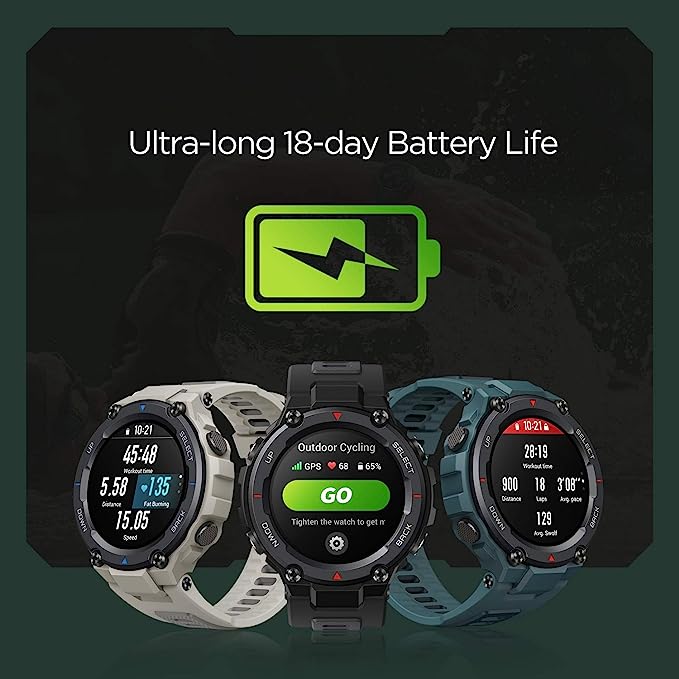 Ultra-long 18-day Battery Life
10:21
45:48
Workout time
5.58
135
Distance
Fat Burning
15.05
Speed
UP
SELECT
DOWN
BACK
Outdoor Cycling
GPS
68
65%
GO
Tighten the watch to get m
UP
SELECT
DOWN
BACK
10:21
28:19
Workout time
900
18
3'08"
Distance
Laps
Avg. pace
129
Avg. Swolf
UP
SELECT
DOWN
BACK